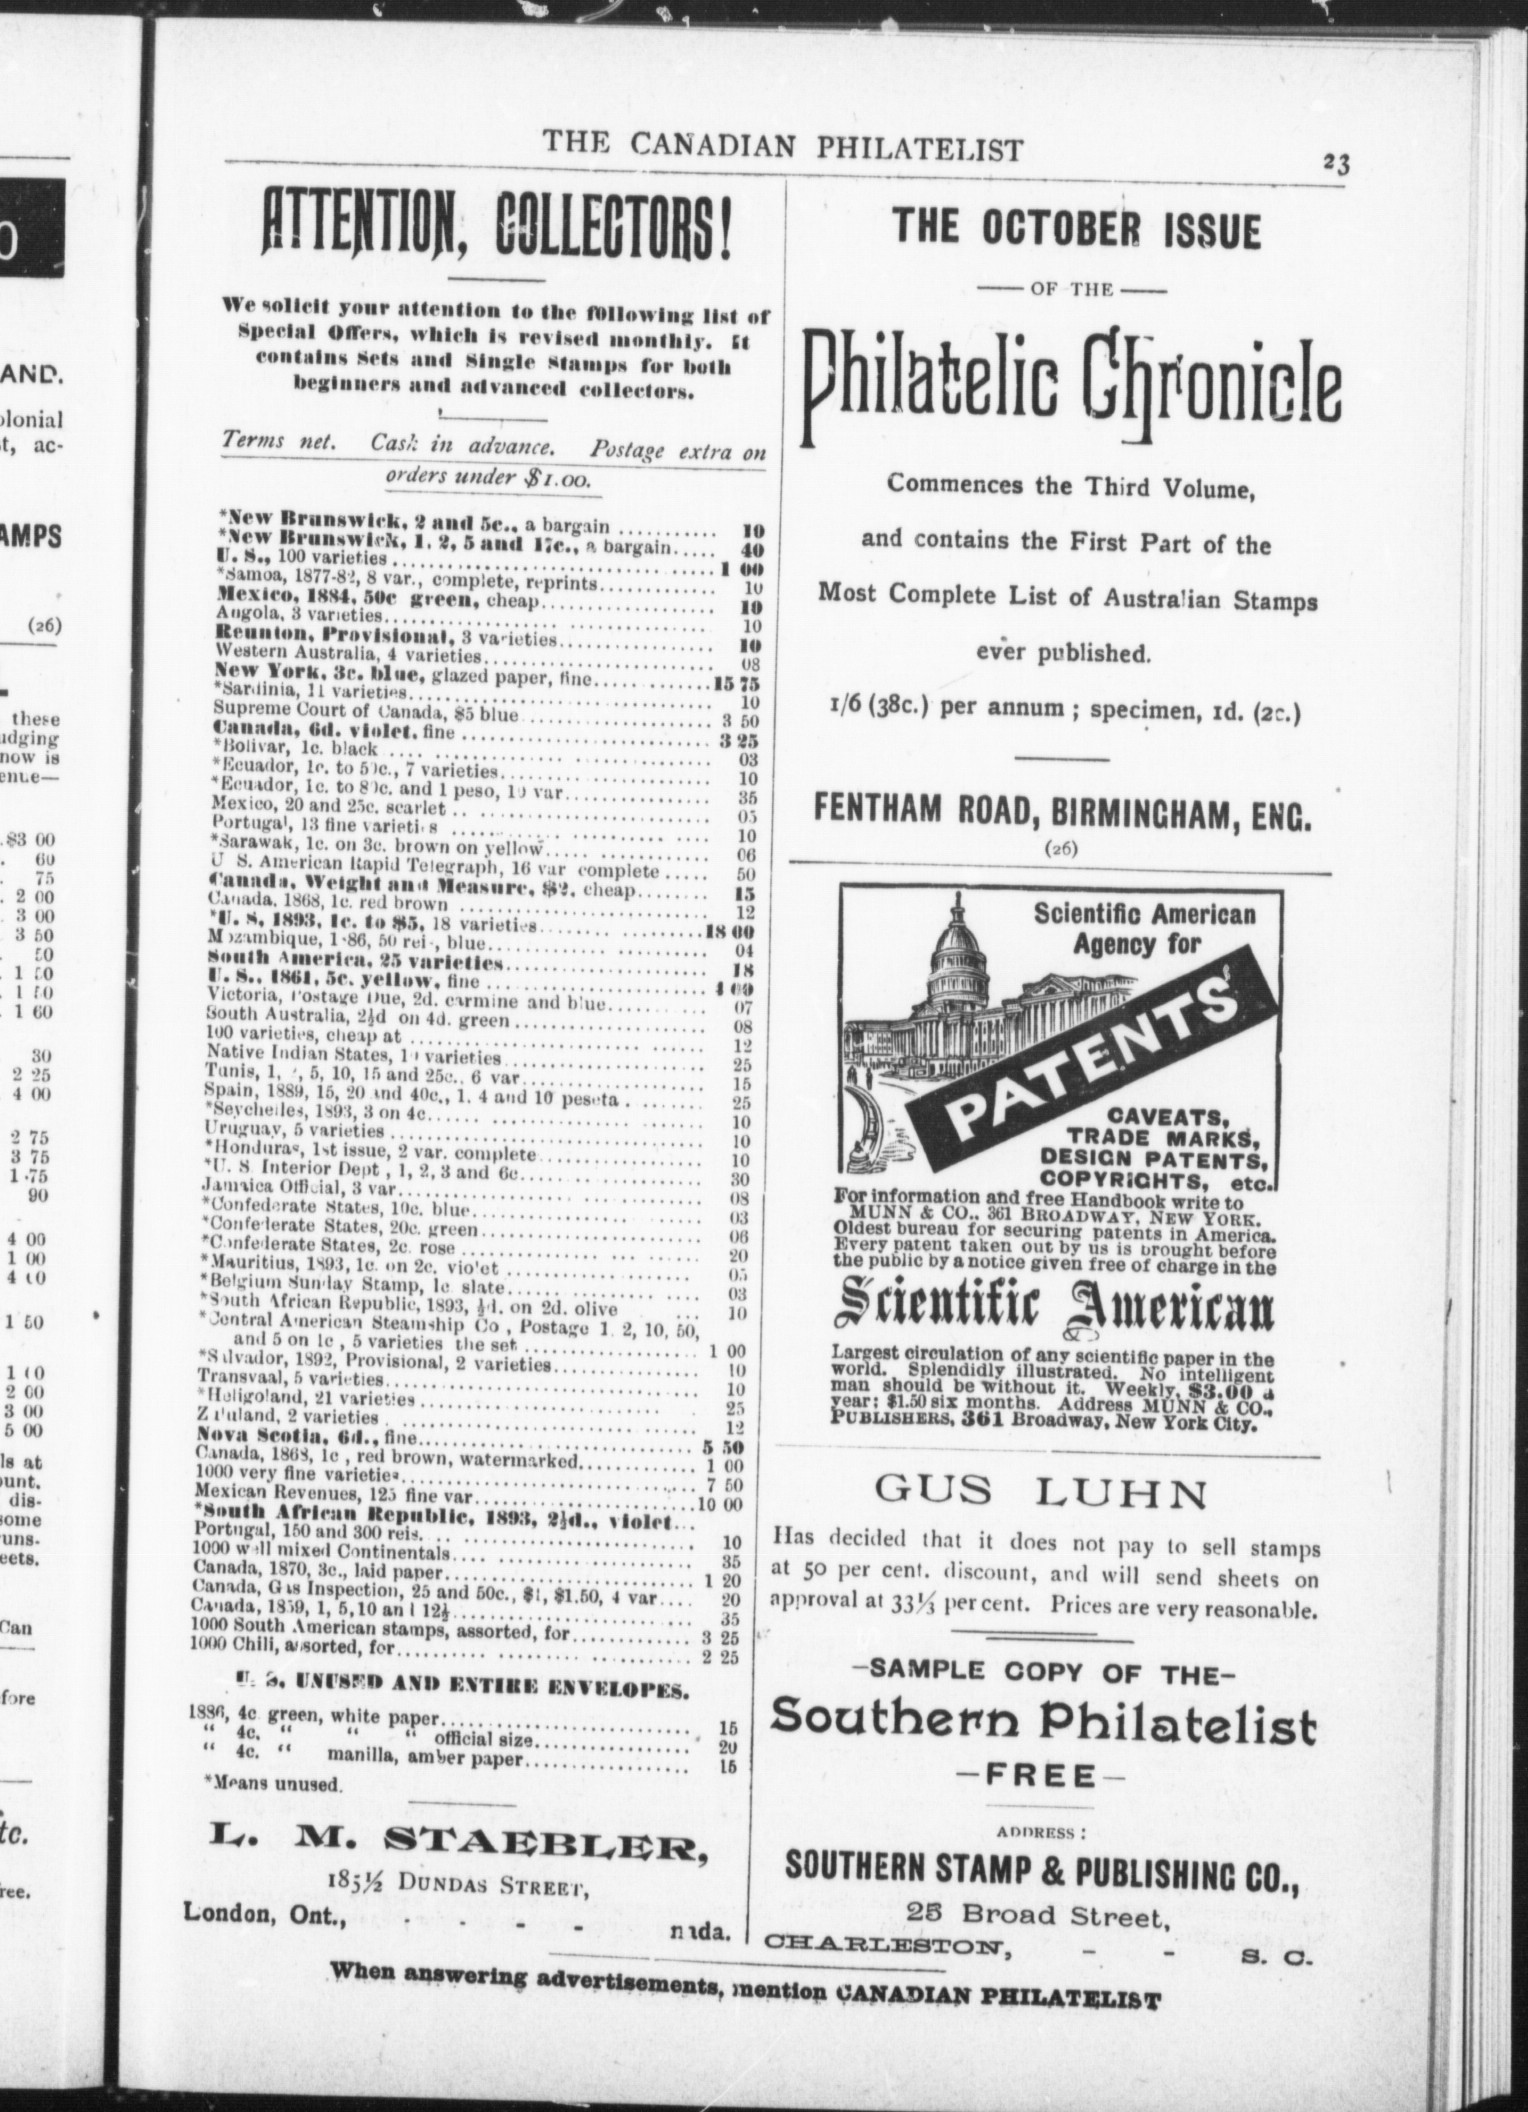 THE CANADIAN PHILATELIST
23
ATTENTION, COLLECTORS!
We solicit your attention to the following list of
Special Offers, which is revised monthly. It
contains Sets and Single Stamps for both
beginners and advanced collectors.
Terms net. Cash in advance. Postage extra on
orders under $1.00.
*New Brunswick, 2 and 5c., a bargain ........... 10
*New Brunswick, 1, 2, 5 and 17c., a bargain..... 40
U. S., 100 varieties ........ 1 00
*Samoa, 1877-82, 8 var., complete, reprints............. 10
Mexico, 1884, 50c green, cheap........ 10
Angola, 3 varieties........ 10
Reunion, Provisional, 3 varieties........ 10
Western Australia, 4 varieties........ 08
New York, 3c. blue, glazed paper, fine........ 15 75
*Sardinia, 11 varieties........ 10
Supreme Court of Canada, $5 blue ........ 3 50
Canada, 6d. violet, fine ........ 3 25
*Bolivar, 1c. black ........ 03
*Ecuador, 1c. to 50c., 7 varieties........ 10
*Ecuador, 1c. to 80c. and 1 peso, 10 var........ 35
Mexico, 20 and 25c. scarlet ........ 05
Portugal, 13 fine varieties ........ 10
*Sarawak, 1c. on 3c. brown on yellow........ 06
U S. American Rapid Telegraph, 16 var complete ..... 50
Canada, Weight and Measure, $2, cheap........ 15
Canada, 1868, 1c. red brown ........ 12
*U. S, 1893, 1c. to $5, 18 varieties........ 18 00
Mozambique, 1886, 50 reis, blue........ 04
South America, 25 varieties........ 18
U. S., 1861, 5c. yellow, fine ........ 4 00
Victoria, Postage Due, 2d. carmine and blue........ 07
South Australia, 2½d on 4d. green ........ 08
100 varieties, cheap at ........ 12
Native Indian States, 10 varieties ........ 25
Tunis, 1, , 5, 10, 15 and 25c., 6 var........ 15
Spain, 1889, 15, 20 and 40c., 1, 4 and 10 peseta ........ 25
*Seychelles, 1893, 3 on 4c........ 10
Uruguay, 5 varieties ........ 10
*Honduras, 1st issue, 2 var. complete ........ 10
*U. S Interior Dept , 1, 2, 3 and 6c........ 30
Jamaica Official, 3 var........ 08
*Confederate States, 10c. blue........ 03
*Confederate States, 20c. green ........ 06
*Confederate States, 2c. rose ........ 20
*Mauritius, 1893, 1c. on 2c. violet ........ 05
*Belgium Sunday Stamp, 1c slate........ 03
*South African Republic, 1893, ½d. on 2d. olive ... 10
*Central American Steamship Co , Postage 1, 2, 10, 50,
and 5 on 1c , 5 varieties the set ........ 1 00
*Salvador, 1892, Provisional, 2 varieties........ 10
Transvaal, 5 varieties........ 10
*Heligoland, 21 varieties ........ 25
Zululand, 2 varieties ........ 12
Nova Scotia, 6d., fine........ 5 50
Canada, 1868, 1c , red brown, watermarked........ 1 00
1000 very fine varieties........ 7 50
Mexican Revenues, 125 fine var........ 10 00
*South African Republic, 1893, 2½d., violet...
Portugal, 150 and 300 reis. ........ 10
1000 well mixed Continentals........ 35
Canada, 1870, 3c., laid paper........ 1 20
Canada, Gas Inspection, 25 and 50c., $1, $1.50, 4 var.... 20
Canada, 1859, 1, 5, 10 and 12½........ 35
1000 South American stamps, assorted, for........ 3 25
1000 Chili, assorted, for........ 2 25
U. S. UNUSED AND ENTIRE ENVELOPES.
1886, 4c green, white paper........ 15
“ 4c. “ “ “ official size........ 20
“ 4c. “ manilla, amber paper........ 15
*Means unused.
L. M. STAEBLER,
185½ DUNDAS STREET,
London, Ont., - - - - nada.
THE OCTOBER ISSUE
OF THE
Philatelic Chronicle
Commences the Third Volume,
and contains the First Part of the
Most Complete List of Australian Stamps
ever published.
1/6 (38c.) per annum ; specimen, 1d. (2c.)
FENTHAM ROAD, BIRMINGHAM, ENG.
(26)
Scientific American
Agency for
PATENTS
CAVEATS,
TRADE MARKS,
DESIGN PATENTS,
COPYRIGHTS, etc.
For information and free Handbook write to
MUNN & CO., 361 BROADWAY, NEW YORK.
Oldest bureau for securing patents in America.
Every patent taken out by us is brought before
the public by a notice given free of charge in the
Scientific American
Largest circulation of any scientific paper in the
world. Splendidly illustrated. No intelligent
man should be without it. Weekly, $3.00 a
year; $1.50 six months. Address MUNN & CO.,
PUBLISHERS, 361 Broadway, New York City.
GUS LUHN
Has decided that it does not pay to sell stamps
at 50 per cent. discount, and will send sheets on
approval at 33⅓ per cent. Prices are very reasonable.
-SAMPLE COPY OF THE-
Southern Philatelist
-FREE-
ADDRESS:
SOUTHERN STAMP & PUBLISHING CO.,
25 Broad Street,
CHARLESTON, - - S. C.
When answering advertisements, mention CANADIAN PHILATELIST